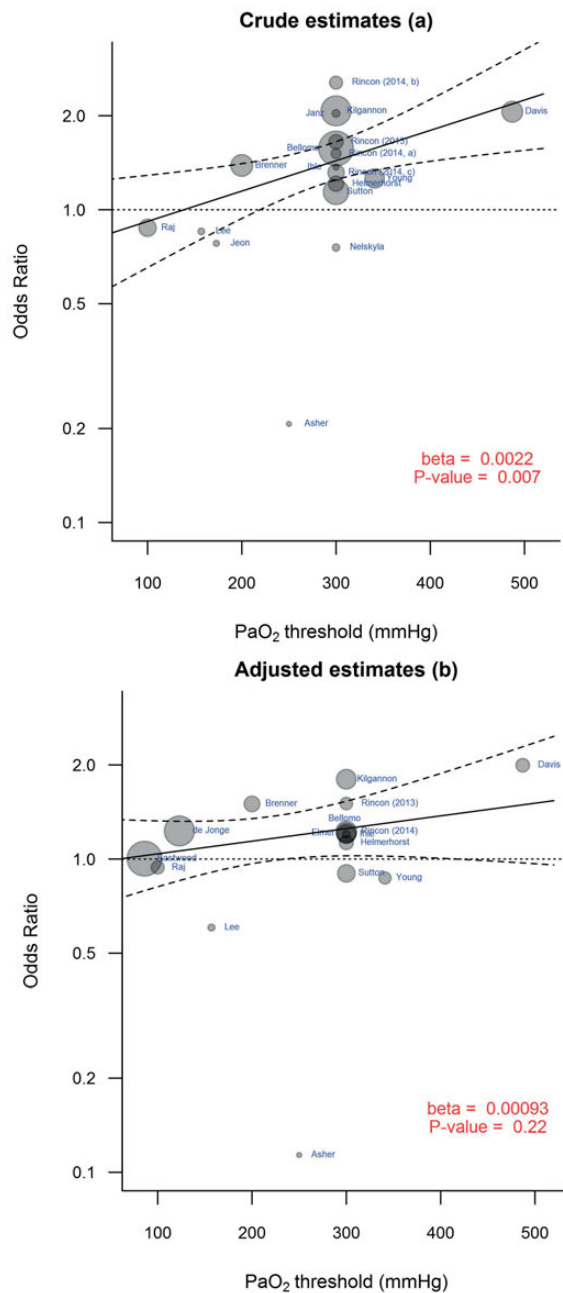 Crude estimates (a)
Rincon (2014, b)
Janz
Kilgannon
Davis
Bellomo
Rincon (2013)
Rincon (2014, a)
Ihle
Rincon (2014, c)
Brenner
Young
Helmerhorst
Sutton
Raj
Lee
Jeon
Nelskyla
Asher
beta = 0.0022
P-value = 0.007
Odds Ratio
2.0
1.0
0.5
0.2
0.1
100 200 300 400 500
PaO2 threshold (mmHg)
Adjusted estimates (b)
Davis
Kilgannon
Brenner
Rincon (2013)
Bellomo
de Jonge
Elmer
Rincon (2014)
Ihle
Helmerhorst
Eastwood
Raj
Sutton
Young
Lee
Asher
beta = 0.00093
P-value = 0.22
Odds Ratio
2.0
1.0
0.5
0.2
0.1
100 200 300 400 500
PaO2 threshold (mmHg)